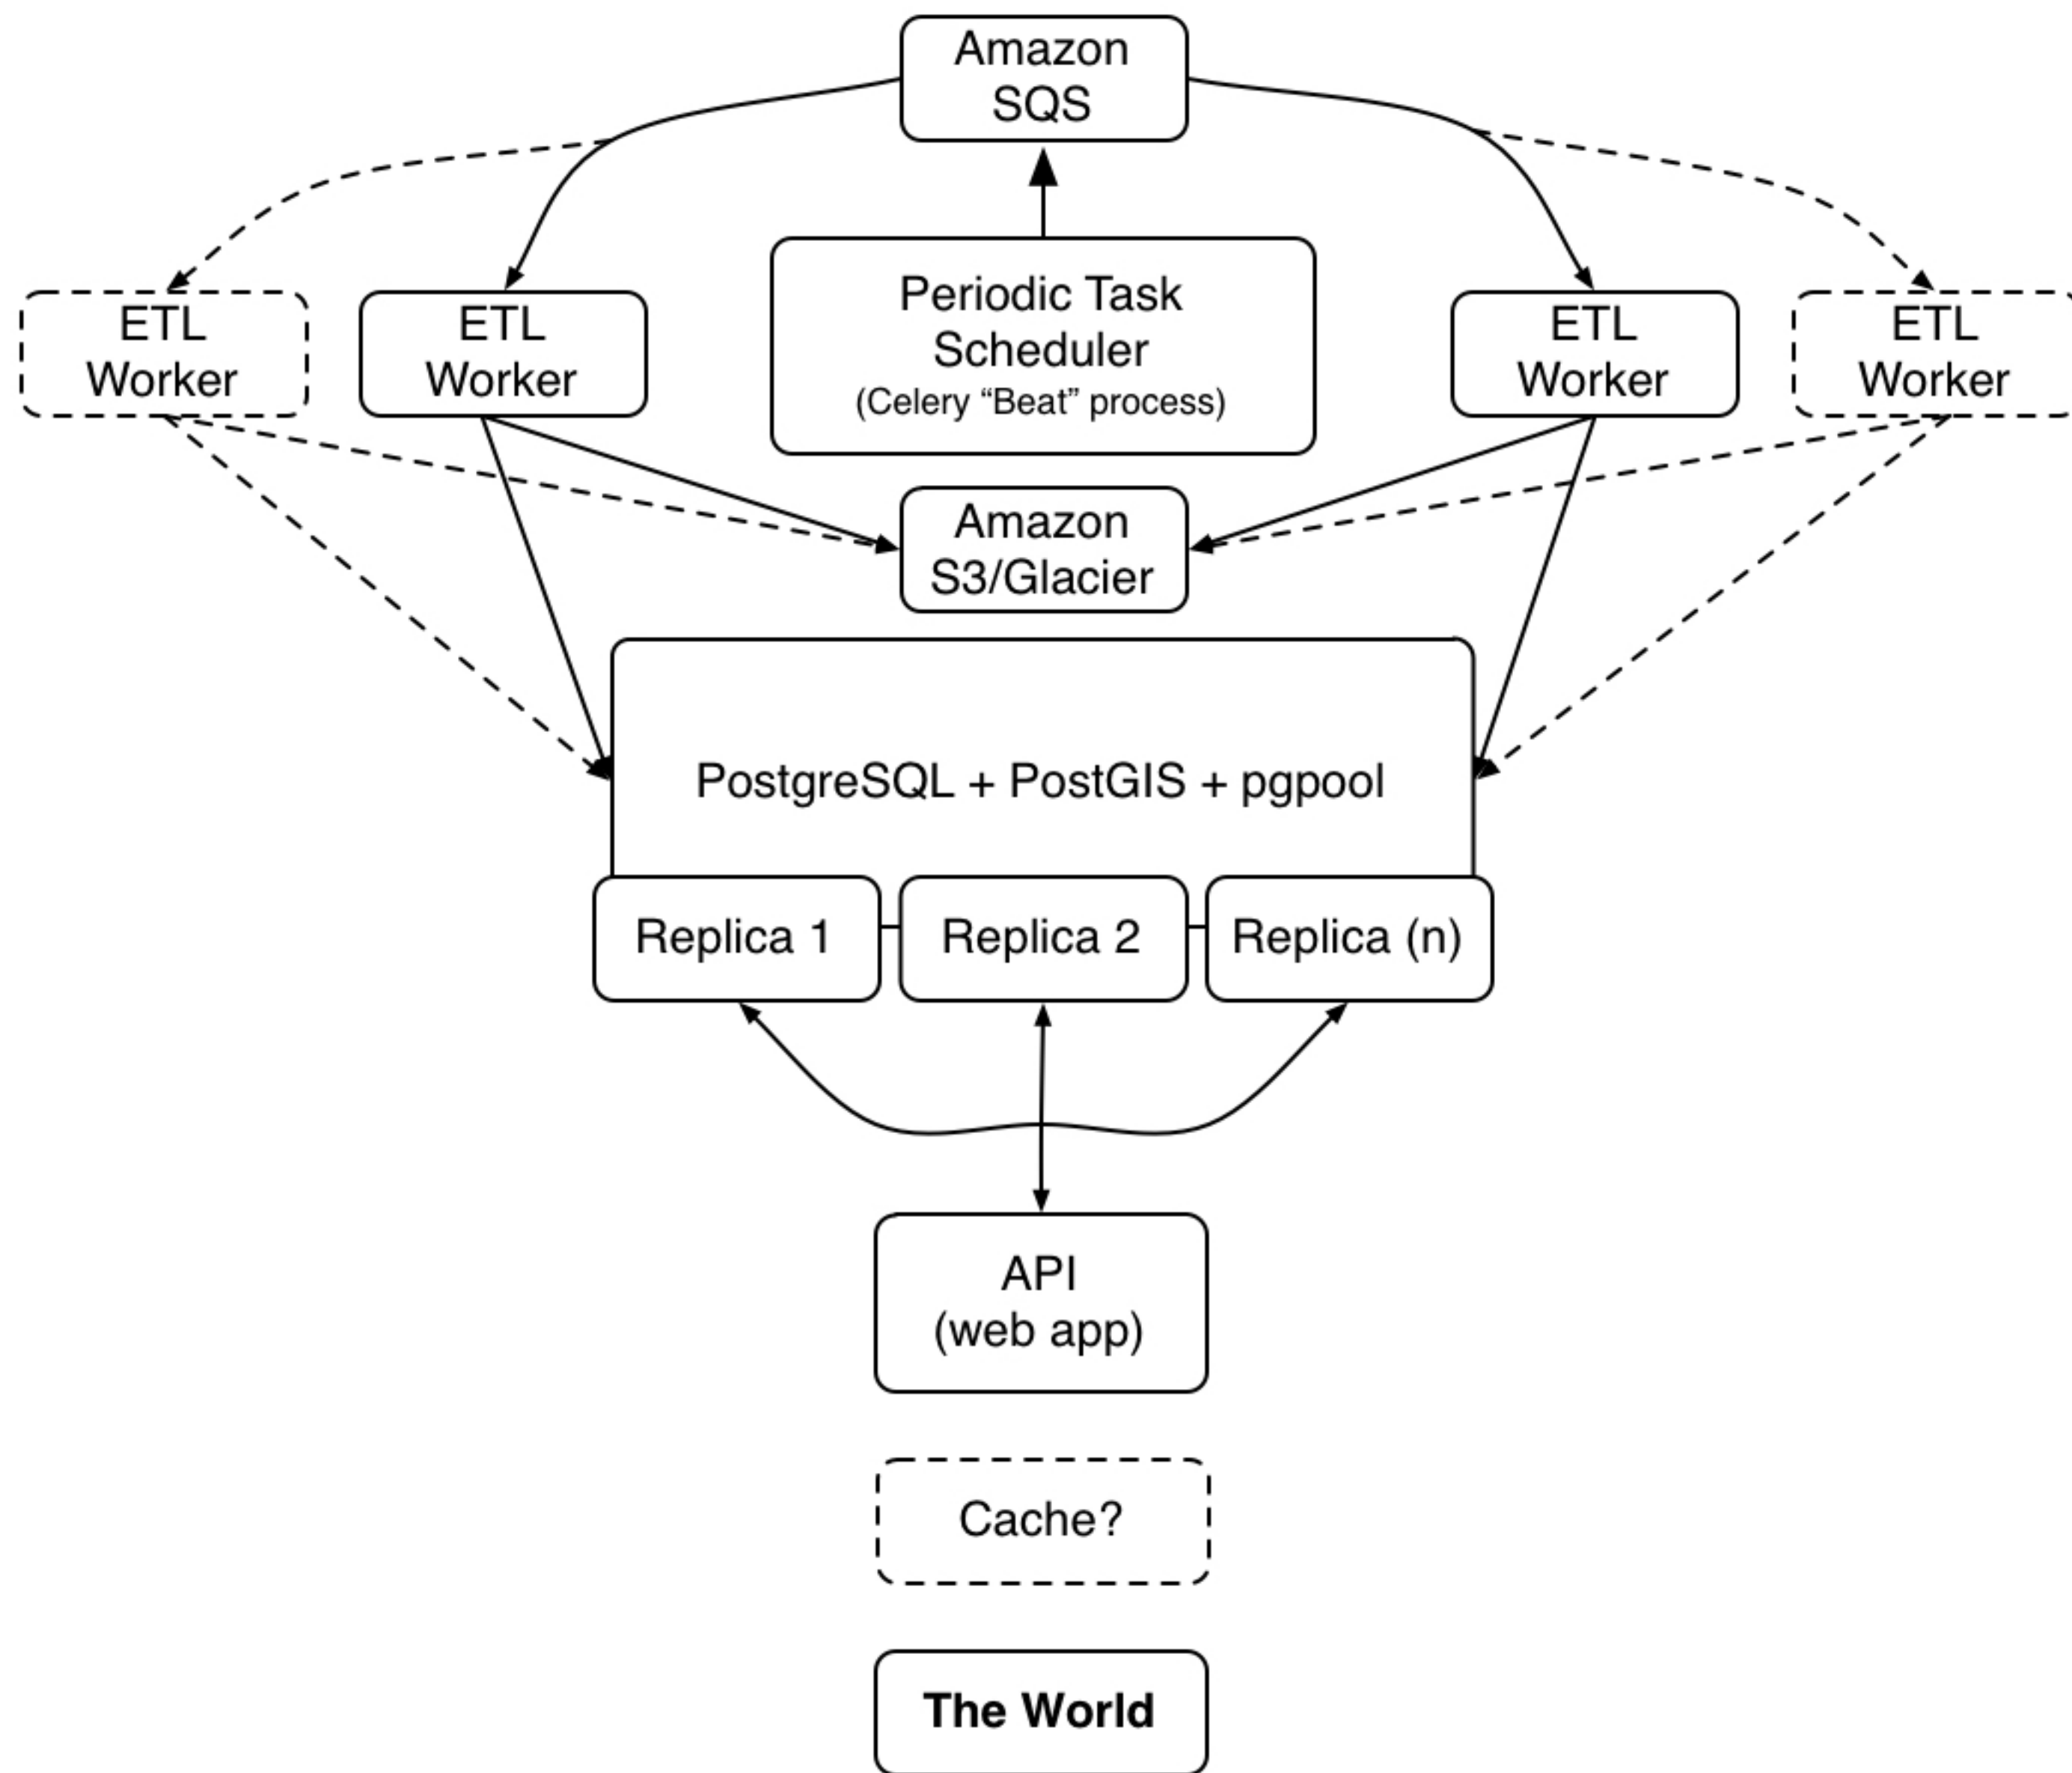 Amazon
SQS
ETL
Worker
ETL
Worker
Periodic Task
Scheduler
(Celery “Beat” process)
ETL
Worker
ETL
Worker
Amazon
S3/Glacier
PostgreSQL + PostGIS + pgpool
Replica 1
Replica 2
Replica (n)
API
(web app)
Cache?
The World